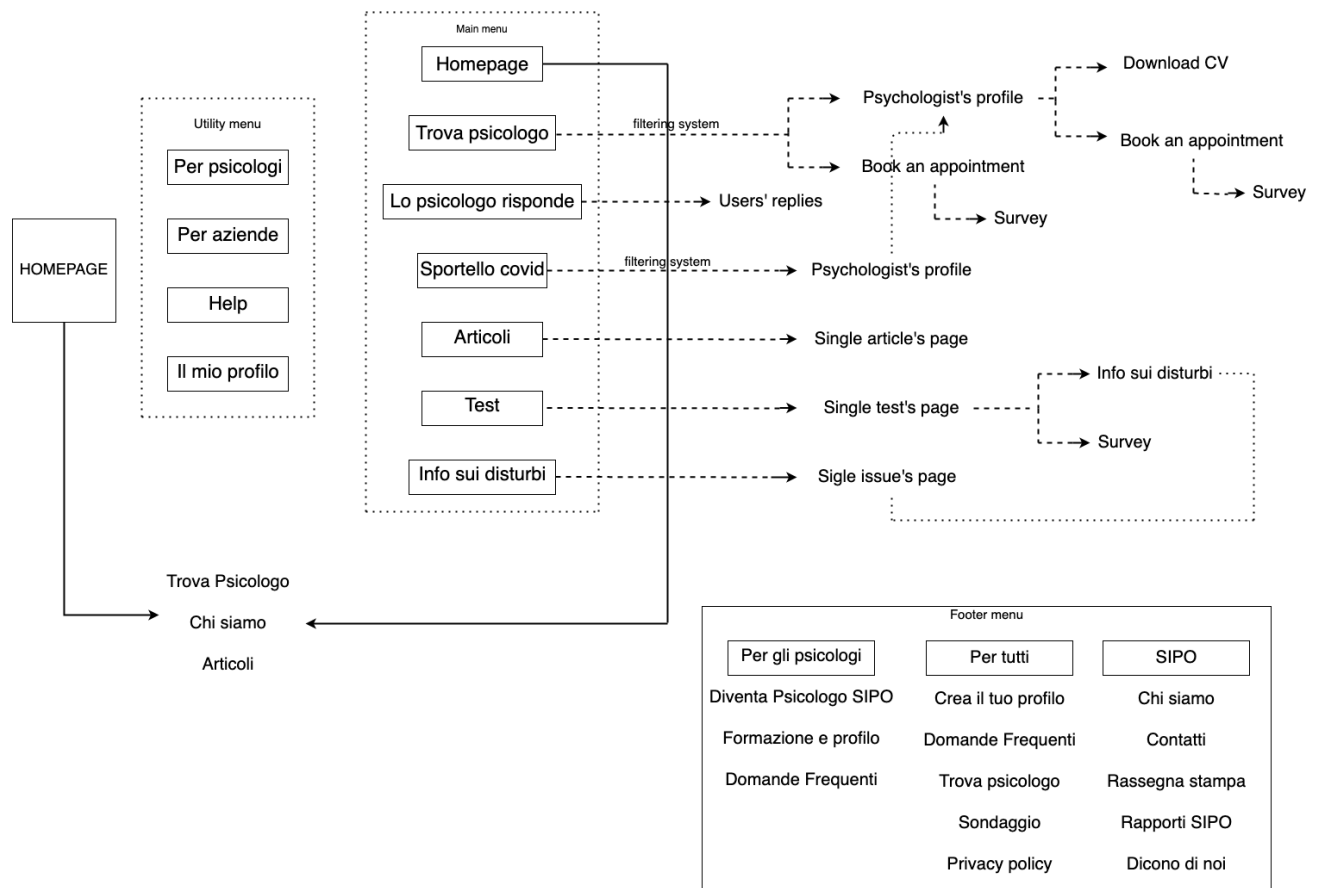 HOMEPAGE
Utility menu
Per psicologi
Per aziende
Help
Il mio profilo
Main menu
Homepage
Trova psicologo
Lo psicologo risponde
Sportello covid
Articoli
Test
Info sui disturbi
filtering system
Psychologist's profile
Download CV
Book an appointment
Survey
Book an appointment
Survey
Users' replies
filtering system
Psychologist's profile
Single article's page
Single test's page
Info sui disturbi
Survey
Sigle issue's page
Trova Psicologo
Chi siamo
Articoli
Footer menu
Per gli psicologi
Diventa Psicologo SIPO
Formazione e profilo
Domande Frequenti
Per tutti
Crea il tuo profilo
Domande Frequenti
Trova psicologo
Sondaggio
Privacy policy
SIPO
Chi siamo
Contatti
Rassegna stampa
Rapporti SIPO
Dicono di noi